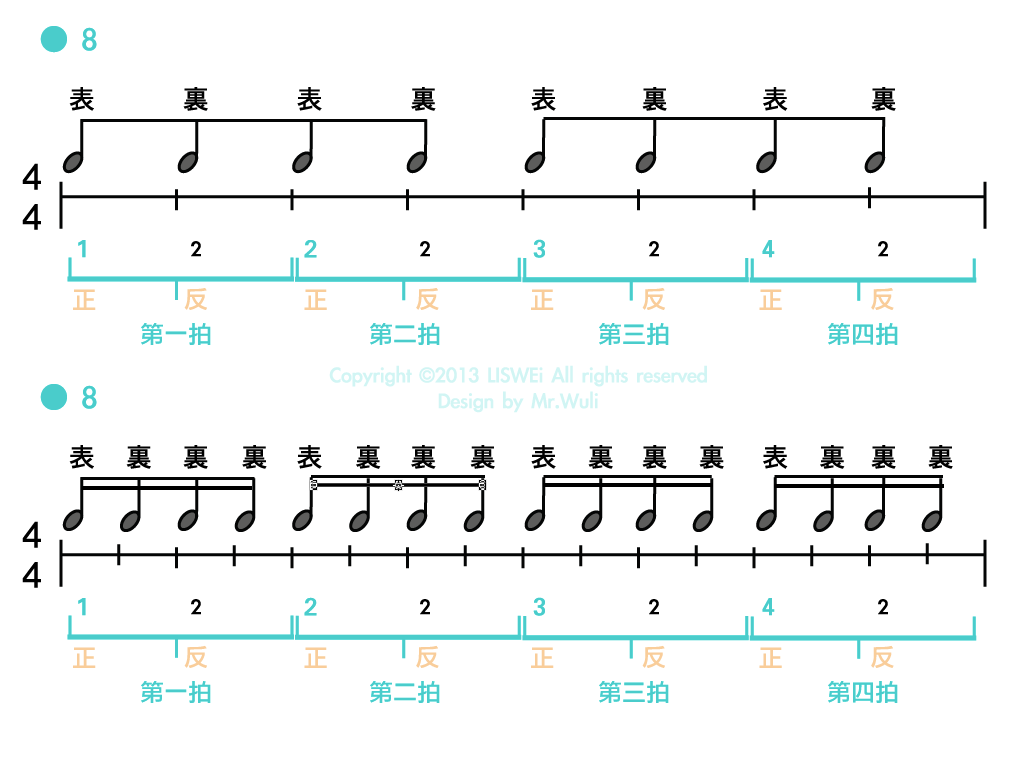 8
表 裏 表 裏 表 裏 表 裏
4
4
1 2 2 2 3 2 4 2
正 反 正 反 正 反 正 反
第一拍 第二拍 第三拍 第四拍
Copyright ©2013 LISWEi All rights reserved
Design by Mr.Wuli
8
表 裏 裏 裏 表 裏 裏 裏 表 裏 裏 裏 表 裏 裏 裏
4
4
1 2 2 2 3 2 4 2
正 反 正 反 正 反 正 反
第一拍 第二拍 第三拍 第四拍